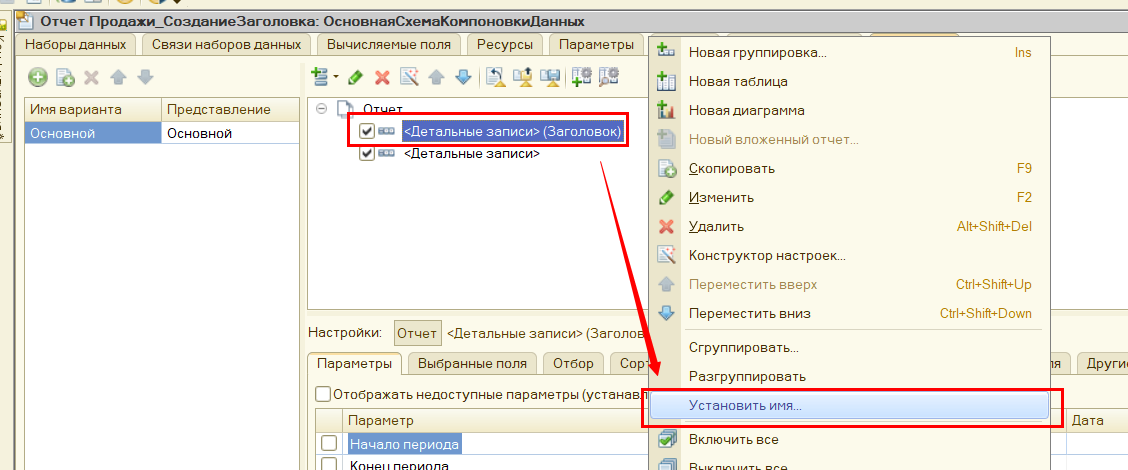 Отчет Продажи_СозданиеЗаголовка: ОсновнаяСхемаКомпоновкиДанных
Наборы данных Связи наборов данных Вычисляемые поля Ресурсы Параметры
Имя варианта Представление
Основной Основной
Отчет
<Детальные записи> (Заголовок)
<Детальные записи>
Новая группировка... Ins
Новая таблица
Новая диаграмма
Новый вложенный отчет...
Скопировать F9
Изменить F2
Удалить Alt+Shift+Del
Конструктор настроек...
Переместить вверх Ctrl+Shift+Up
Переместить вниз Ctrl+Shift+Down
Сгруппировать...
Разгруппировать
Установить имя...
Включить все
Выключить все
Настройки: Отчет <Детальные записи> (Заголов
Параметры Выбранные поля Отбор Сорт ля Другие
Отображать недоступные параметры (устанавл
Параметр Дата
Начало периода
Конец периода